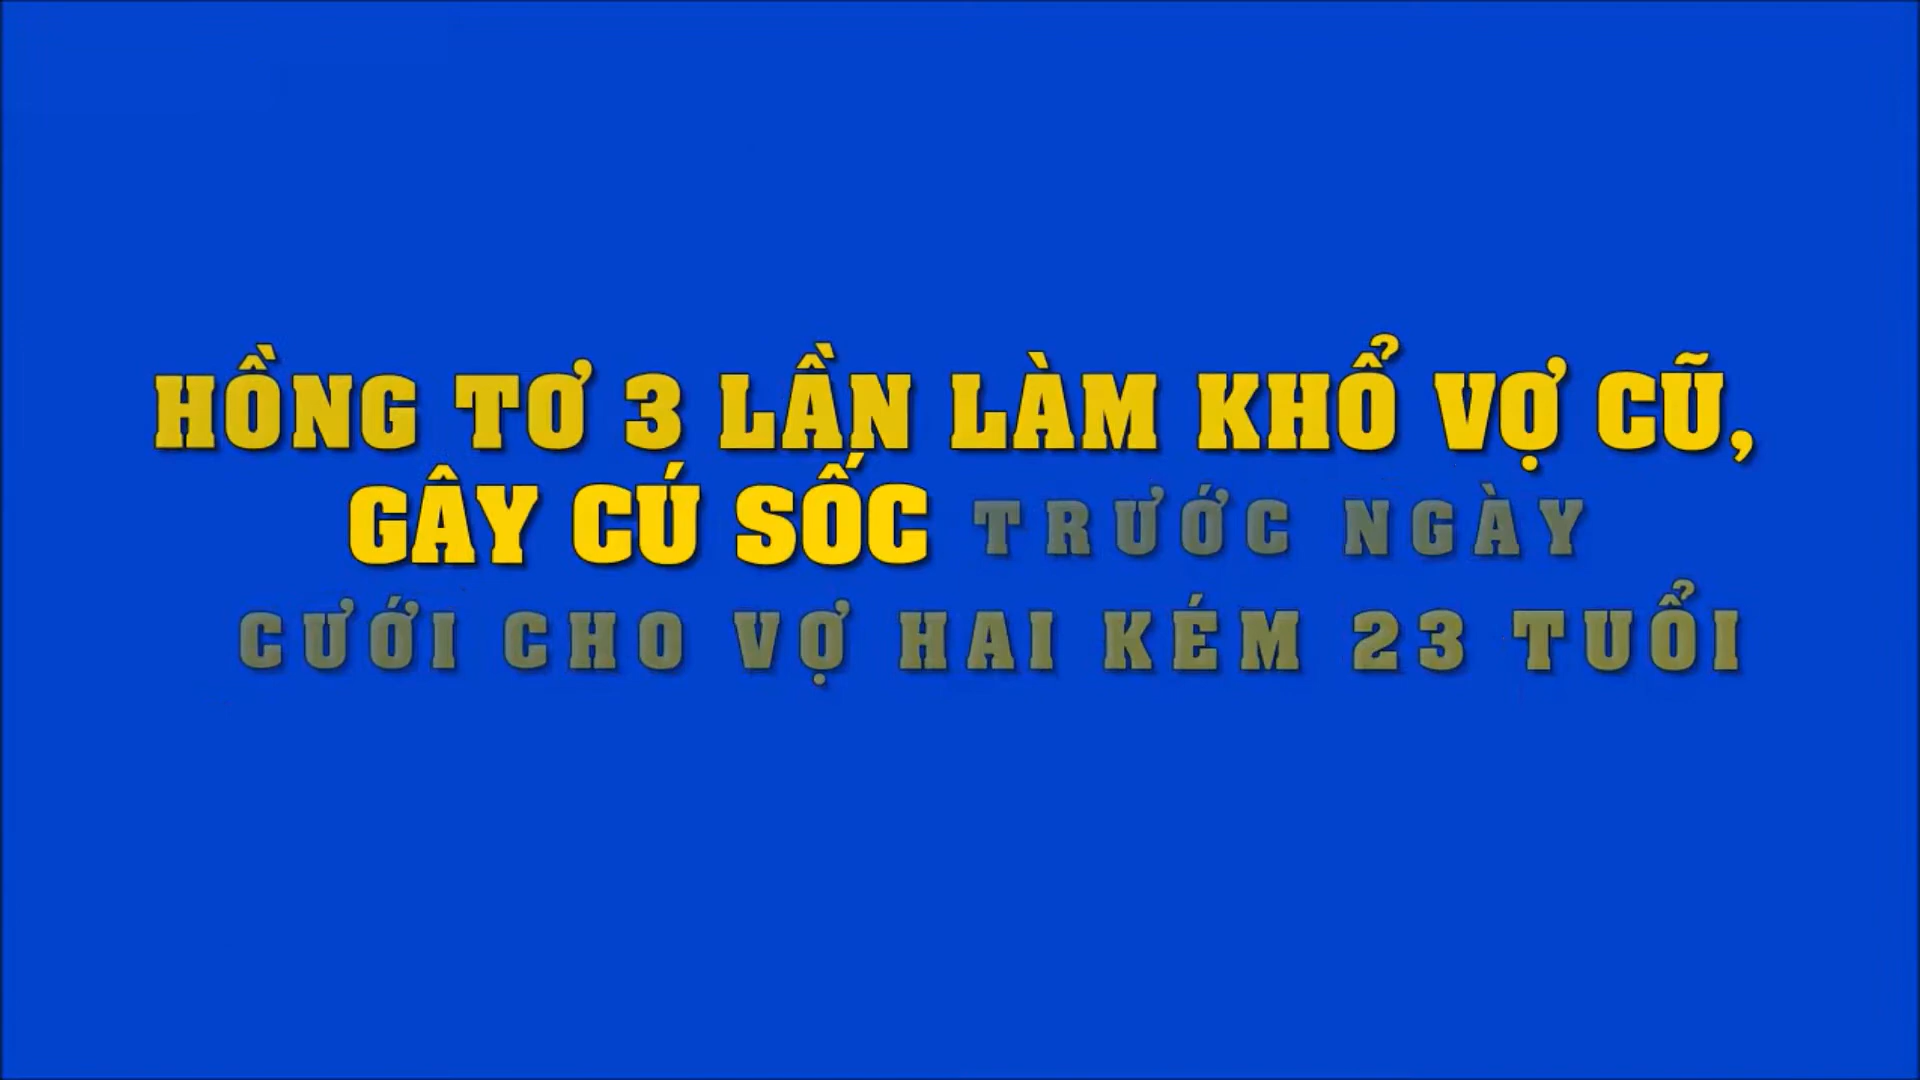 HỒNG TƠ 3 LẦN LÀM KHỔ VỢ CŨ,
GÂY CÚ SỐC TRƯỚC NGÀY
CƯỚI CHO VỢ HAI KÉM 23 TUỔI